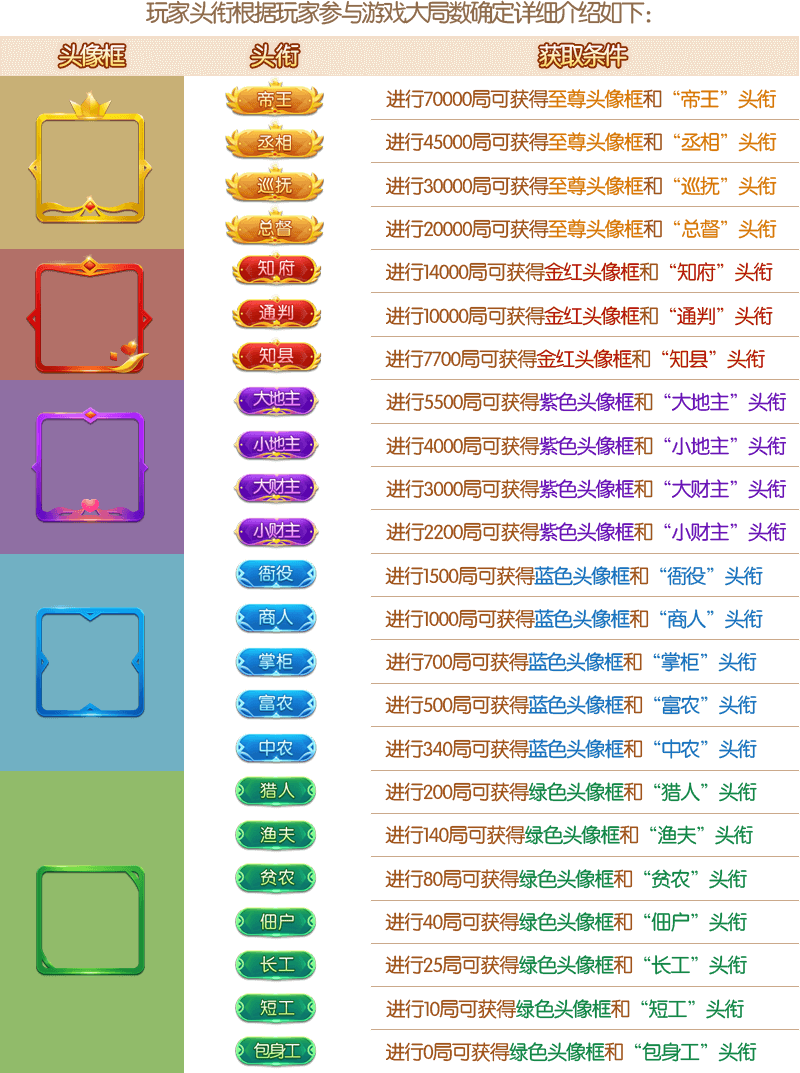 玩家头衔根据玩家参与游戏大局数确定详细介绍如下：
头像框 头衔 获取条件
帝王 进行70000局可获得至尊头像框和“帝王”头衔
丞相 进行45000局可获得至尊头像框和“丞相”头衔
巡抚 进行30000局可获得至尊头像框和“巡抚”头衔
总督 进行20000局可获得至尊头像框和“总督”头衔
知府 进行14000局可获得金红头像框和“知府”头衔
通判 进行10000局可获得金红头像框和“通判”头衔
知县 进行7700局可获得金红头像框和“知县”头衔
大地主 进行5500局可获得紫色头像框和“大地主”头衔
小地主 进行4000局可获得紫色头像框和“小地主”头衔
大财主 进行3000局可获得紫色头像框和“大财主”头衔
小财主 进行2200局可获得紫色头像框和“小财主”头衔
衙役 进行1500局可获得蓝色头像框和“衙役”头衔
商人 进行1000局可获得蓝色头像框和“商人”头衔
掌柜 进行700局可获得蓝色头像框和“掌柜”头衔
富农 进行500局可获得蓝色头像框和“富农”头衔
中农 进行340局可获得蓝色头像框和“中农”头衔
猎人 进行200局可获得绿色头像框和“猎人”头衔
渔夫 进行140局可获得绿色头像框和“渔夫”头衔
贫农 进行80局可获得绿色头像框和“贫农”头衔
佃户 进行40局可获得绿色头像框和“佃户”头衔
长工 进行25局可获得绿色头像框和“长工”头衔
短工 进行10局可获得绿色头像框和“短工”头衔
包身工 进行0局可获得绿色头像框和“包身工”头衔